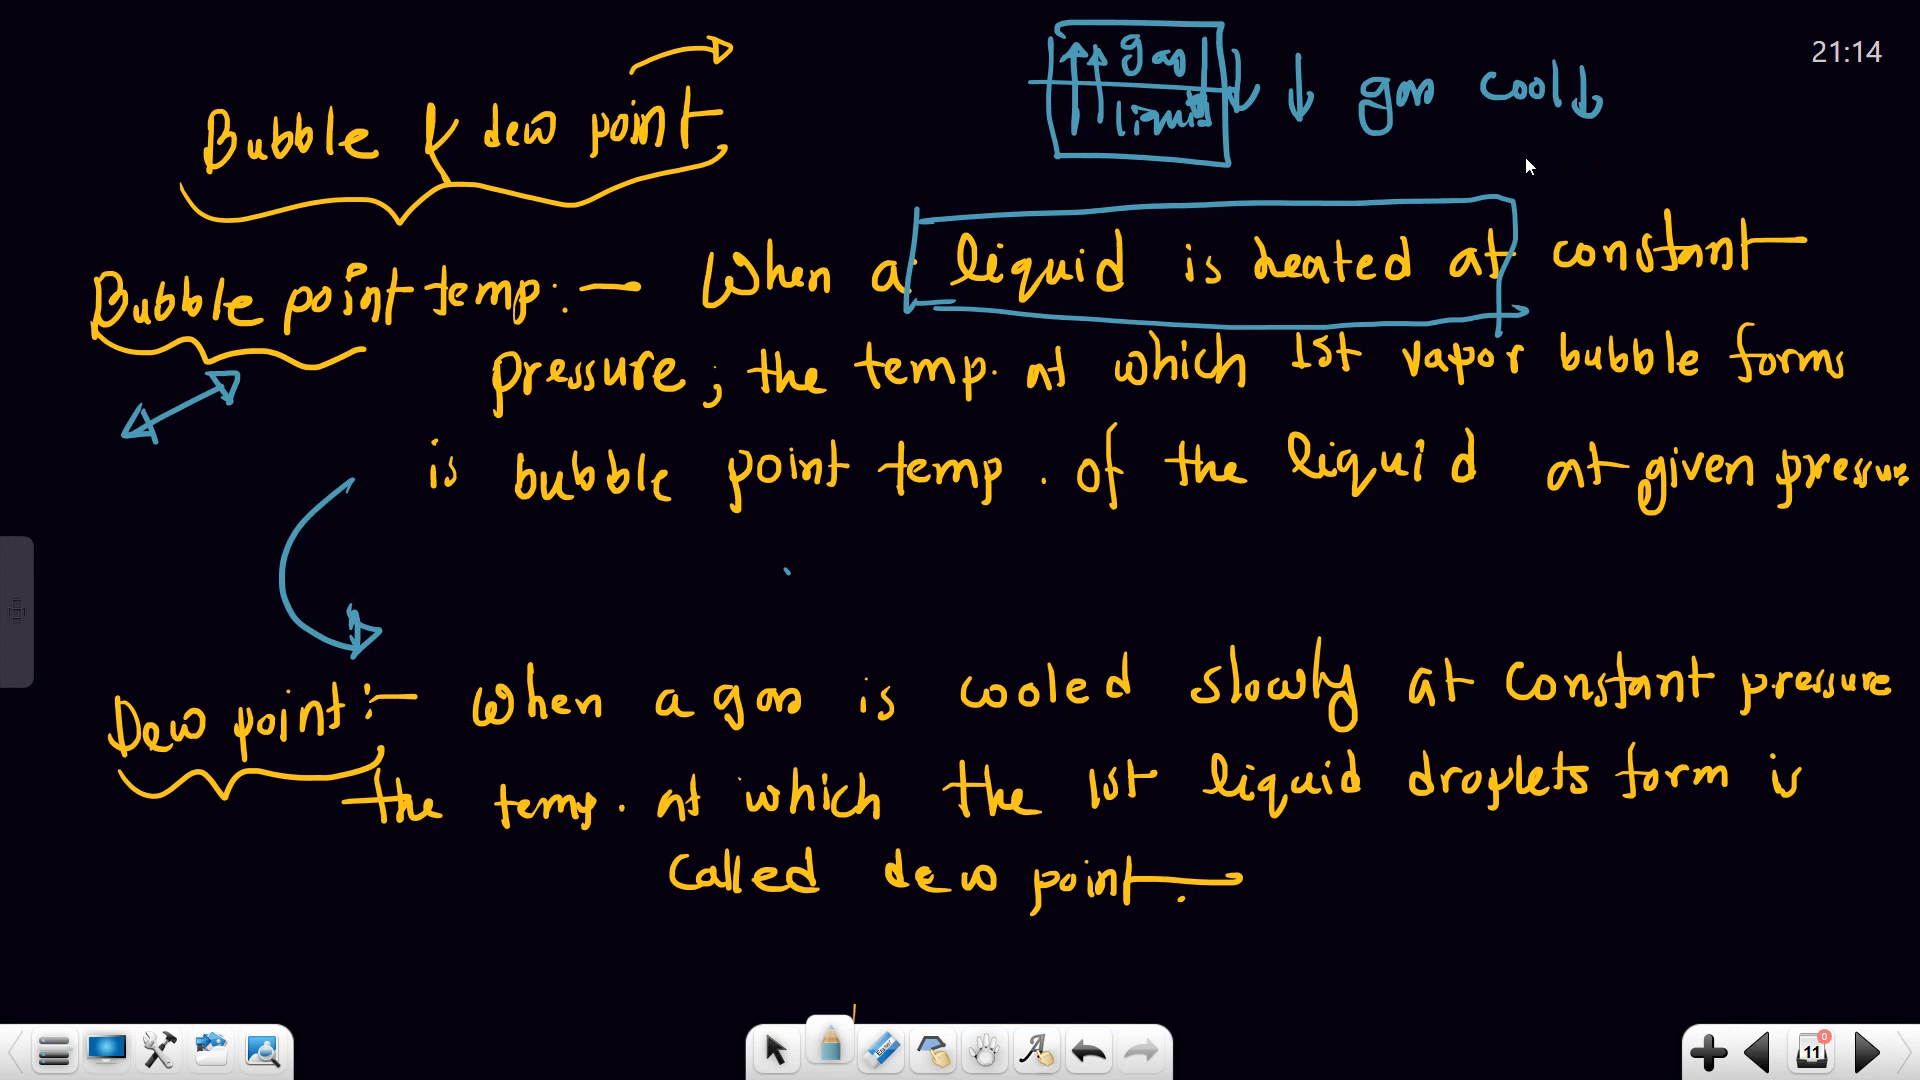 21:14
gas
liquid
gas cool
Bubble & dew point
Bubble point temp :— When a liquid is heated at constant
pressure ; the temp. at which 1st vapor bubble forms
is bubble point temp. of the liquid at given pressure
Dew point :— When a gas is cooled slowly at constant pressure
the temp. at which the 1st liquid droplets form is
called dew point.
Eraser
A
11
0